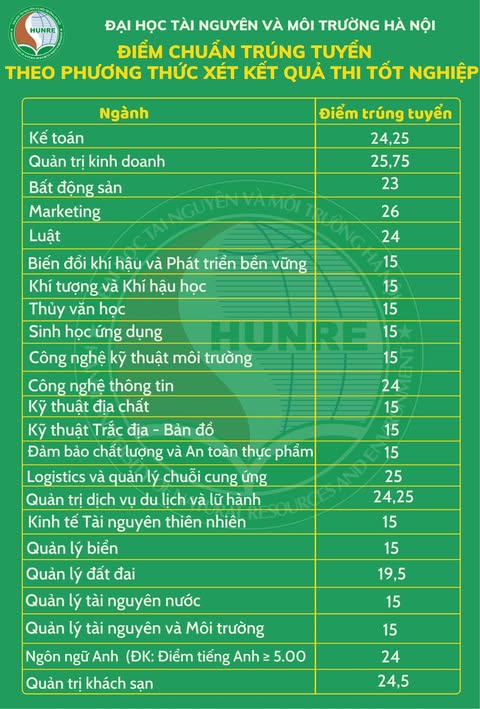 HUNRE
ĐẠI HỌC TÀI NGUYÊN VÀ MÔI TRƯỜNG HÀ NỘI
ĐIỂM CHUẨN TRÚNG TUYỂN
THEO PHƯƠNG THỨC XÉT KẾT QUẢ THI TỐT NGHIỆP
Ngành Điểm trúng tuyển
Kế toán 24,25
Quản trị kinh doanh 25,75
Bất động sản 23
Marketing 26
Luật 24
Biến đổi khí hậu và Phát triển bền vững 15
Khí tượng và Khí hậu học 15
Thủy văn học 15
Sinh học ứng dụng 15
Công nghệ kỹ thuật môi trường 15
Công nghệ thông tin 24
Kỹ thuật địa chất 15
Kỹ thuật Trắc địa - Bản đồ 15
Đảm bảo chất lượng và An toàn thực phẩm 15
Logistics và quản lý chuỗi cung ứng 25
Quản trị dịch vụ du lịch và lữ hành 24,25
Kinh tế Tài nguyên thiên nhiên 15
Quản lý biển 15
Quản lý đất đai 19,5
Quản lý tài nguyên nước 15
Quản lý tài nguyên và Môi trường 15
Ngôn ngữ Anh (ĐK: Điểm tiếng Anh ≥ 5.00 24
Quản trị khách sạn 24,5
HUNRE